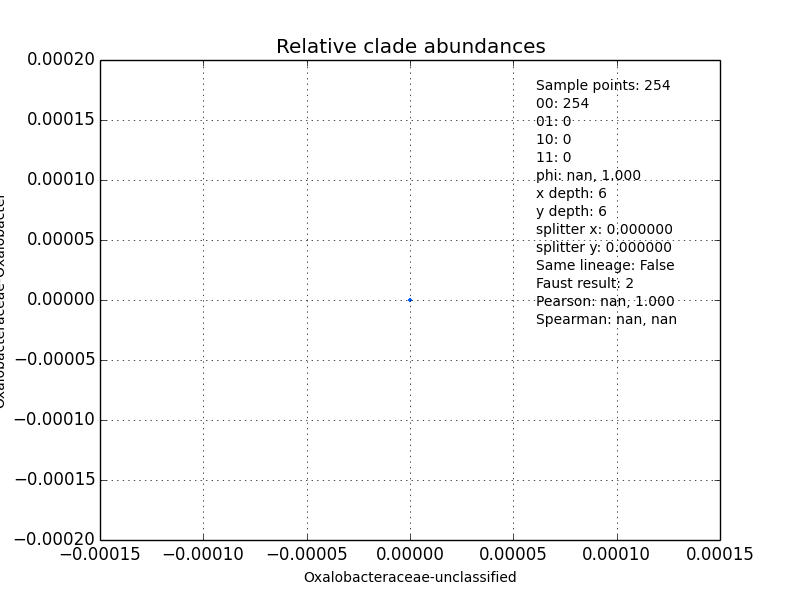 Relative clade abundances
0.00020
0.00015
0.00010
0.00005
0.00000
−0.00005
−0.00010
−0.00015
−0.00020
Sample points: 254
00: 254
01: 0
10: 0
11: 0
phi: nan, 1.000
x depth: 6
y depth: 6
splitter x: 0.000000
splitter y: 0.000000
Same lineage: False
Faust result: 2
Pearson: nan, 1.000
Spearman: nan, nan
−0.00015 −0.00010 −0.00005 0.00000 0.00005 0.00010 0.00015
Oxalobacteraceae-unclassified